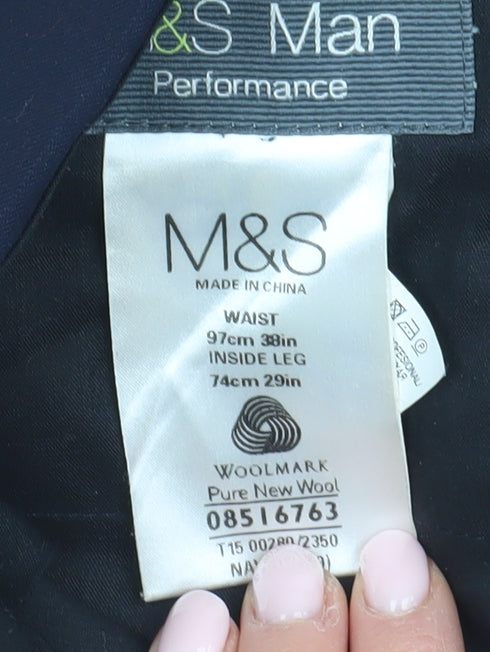 &S Man
Performance
M&S
MADE IN CHINA
WAIST
97cm 38in
INSIDE LEG
74cm 29in
WOOLMARK
Pure New Wool
08516763
T15 00280/2350